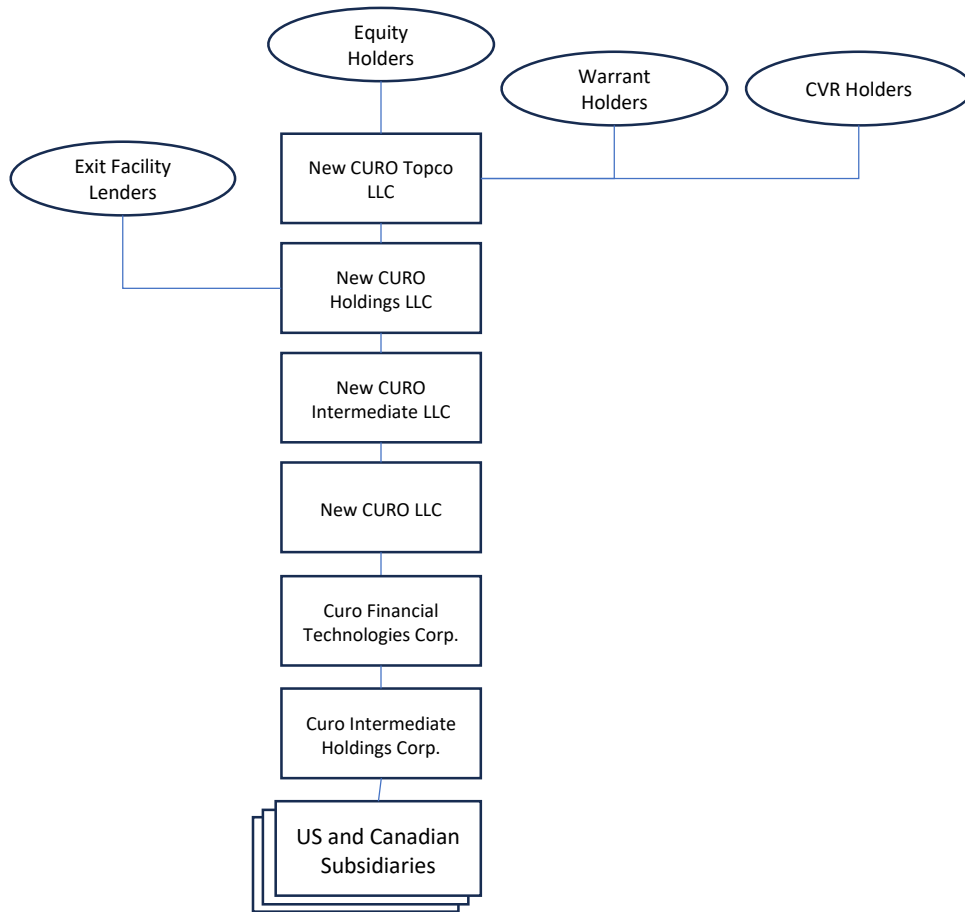 Equity
Holders
Warrant
Holders
CVR Holders
Exit Facility
Lenders
New CURO Topco
LLC
New CURO
Holdings LLC
New CURO
Intermediate LLC
New CURO LLC
Curo Financial
Technologies Corp.
Curo Intermediate
Holdings Corp.
US and Canadian
Subsidiaries